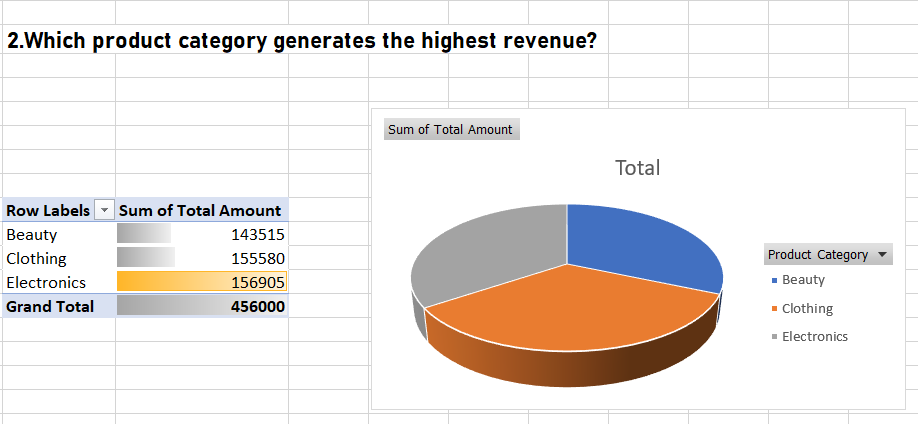 2.Which product category generates the highest revenue?
Sum of Total Amount
Total
Row Labels Sum of Total Amount
Beauty 143515
Clothing 155580
Electronics 156905
Grand Total 456000
Product Category
Beauty
Clothing
Electronics